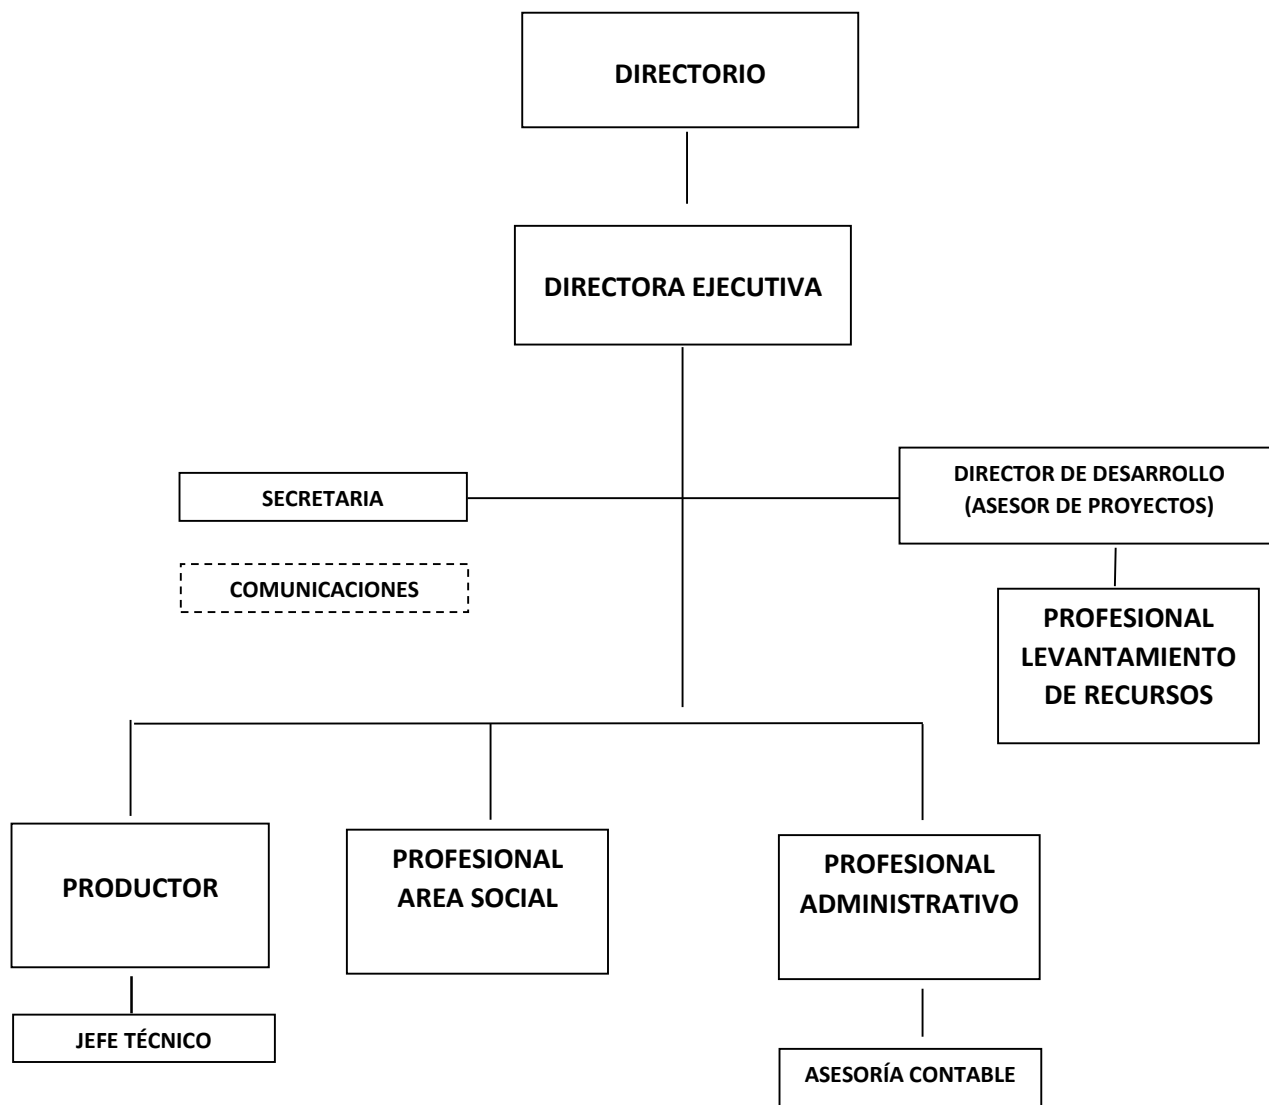 DIRECTORIO
DIRECTORA EJECUTIVA
SECRETARIA
DIRECTOR DE DESARROLLO
(ASESOR DE PROYECTOS)
COMUNICACIONES
PROFESIONAL
LEVANTAMIENTO
DE RECURSOS
PRODUCTOR
PROFESIONAL
AREA SOCIAL
PROFESIONAL
ADMINISTRATIVO
JEFE TÉCNICO
ASESORÍA CONTABLE